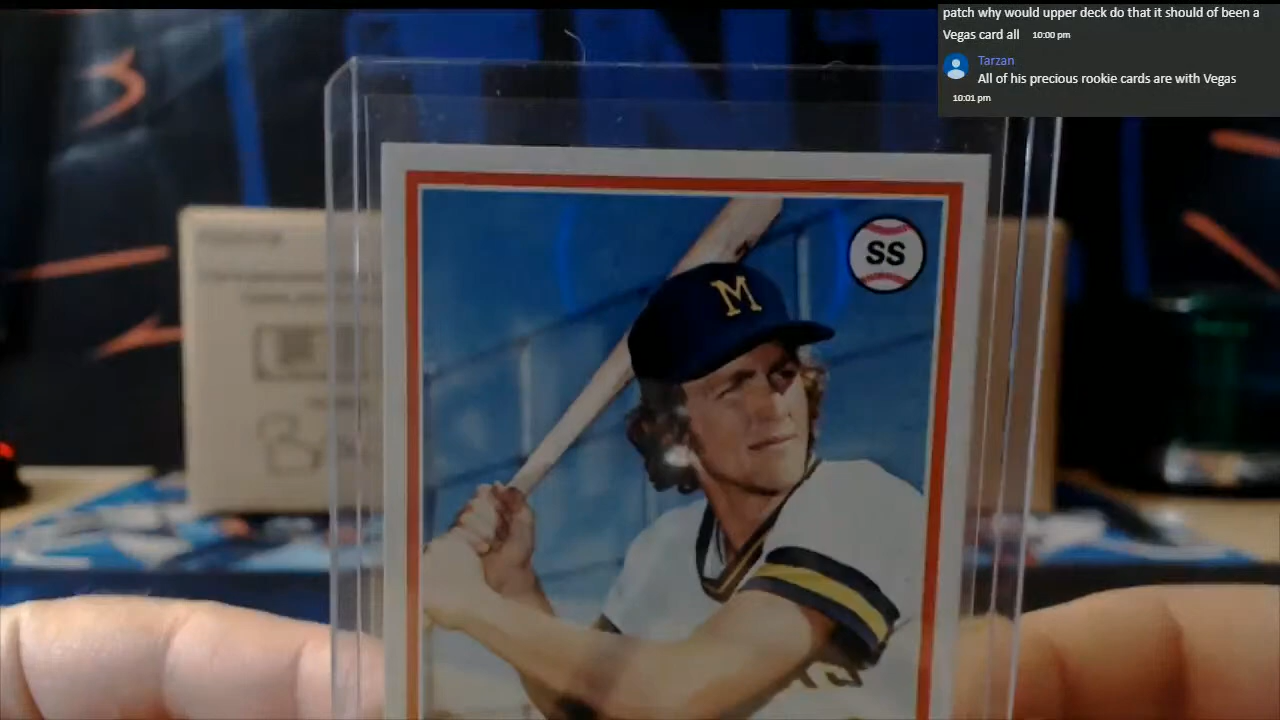 patch why would upper deck do that it should of been a
Vegas card all 10:00 pm
Tarzan
All of his precious rookie cards are with Vegas
10:01 pm
SS
M